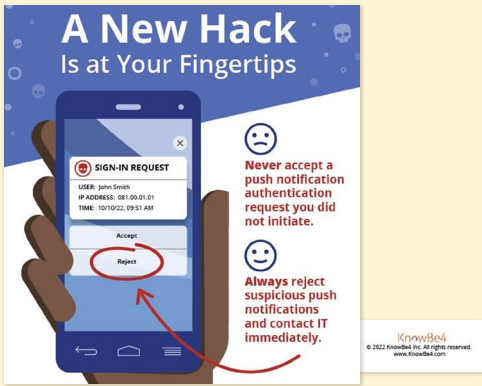 A New Hack
Is at Your Fingertips
SIGN-IN REQUEST
USER: John Smith
IP ADDRESS: 081.00.01.01
TIME: 10/10/22, 09:51 AM
Accept
Reject
Never accept a
push notification
authentication
request you did
not initiate.
Always reject
suspicious push
notifications
and contact IT
immediately.
KnowBe4
© 2022 KnowBe4 Inc. All rights reserved.
www.KnowBe4.com